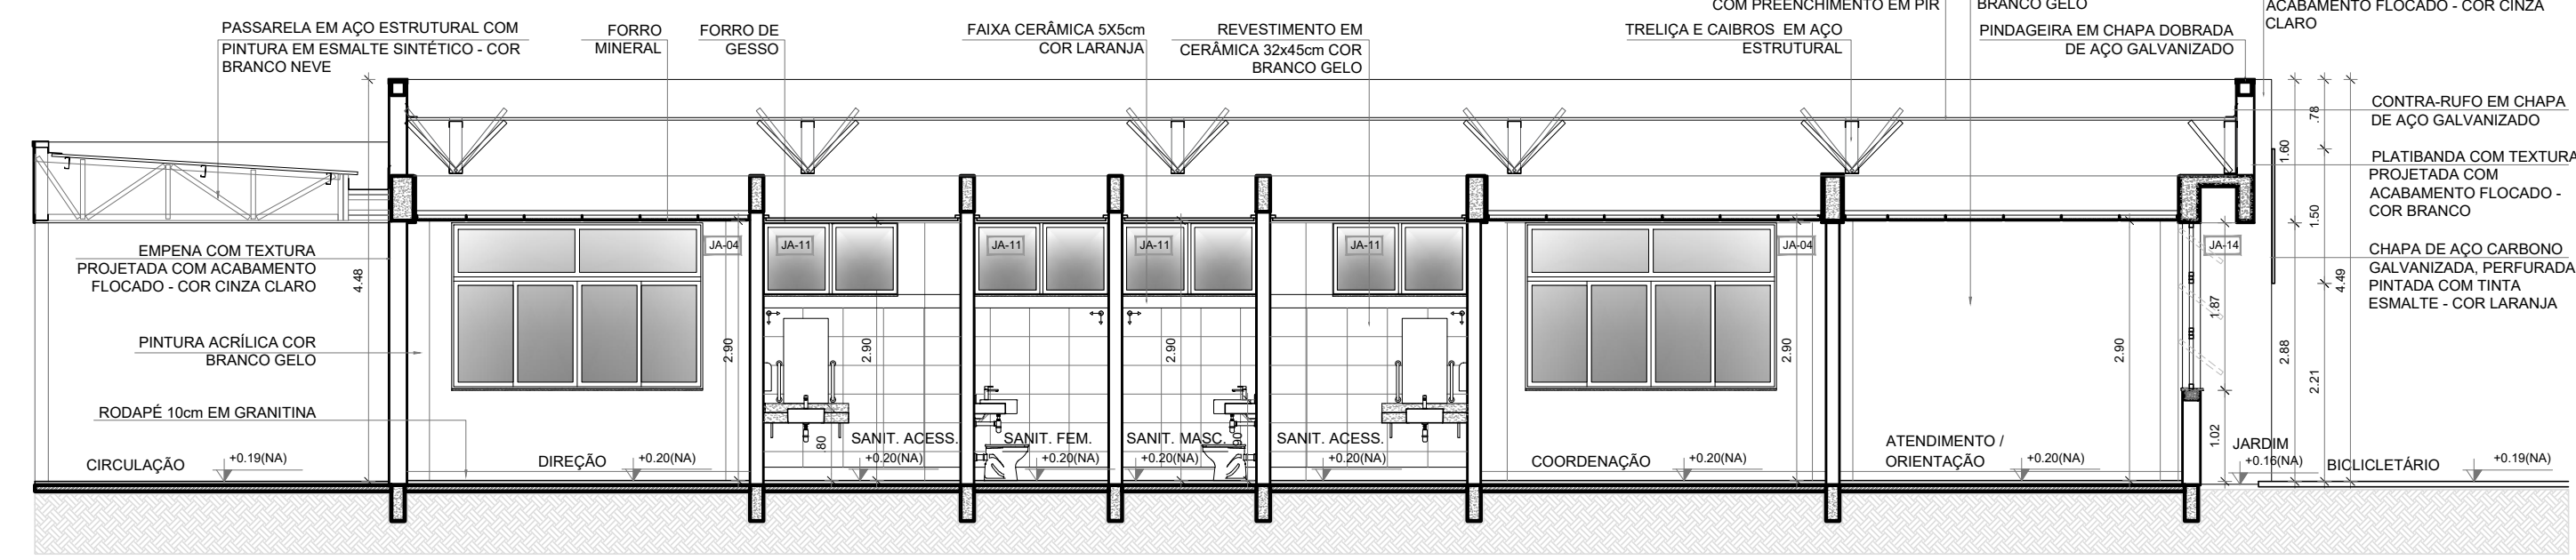 PASSARELA EM AÇO ESTRUTURAL COM
PINTURA EM ESMALTE SINTÉTICO - COR
BRANCO NEVE
FORRO
MINERAL
FORRO DE
GESSO
FAIXA CERÂMICA 5X5cm
COR LARANJA
REVESTIMENTO EM
CERÂMICA 32x45cm COR
BRANCO GELO
COM PREENCHIMENTO EM PIR
TRELIÇA E CAIBROS EM AÇO
ESTRUTURAL
BRANCO GELO
PINDAGEIRA EM CHAPA DOBRADA
DE AÇO GALVANIZADO
ACABAMENTO FLOCADO - COR CINZA
CLARO
CONTRA-RUFO EM CHAPA
DE AÇO GALVANIZADO
PLATIBANDA COM TEXTURA
PROJETADA COM
ACABAMENTO FLOCADO -
COR BRANCO
CHAPA DE AÇO CARBONO
GALVANIZADA, PERFURADA
PINTADA COM TINTA
ESMALTE - COR LARANJA
EMPENA COM TEXTURA
PROJETADA COM ACABAMENTO
FLOCADO - COR CINZA CLARO
PINTURA ACRÍLICA COR
BRANCO GELO
RODAPÉ 10cm EM GRANITINA
4.48
JA-04
JA-11
JA-11
JA-11
JA-11
JA-04
JA-14
2.90
2.90
2.90
2.90
2.90
80
90
.78
1.60
1.50
4.49
1.87
2.88
2.21
1.02
CIRCULAÇÃO
+0.19(NA)
DIREÇÃO
+0.20(NA)
SANIT. ACESS.
+0.20(NA)
SANIT. FEM.
+0.20(NA)
SANIT. MASC.
+0.20(NA)
SANIT. ACESS.
+0.20(NA)
COORDENAÇÃO
+0.20(NA)
ATENDIMENTO /
ORIENTAÇÃO
+0.20(NA)
JARDIM
+0.16(NA)
BICLICLETÁRIO
+0.19(NA)